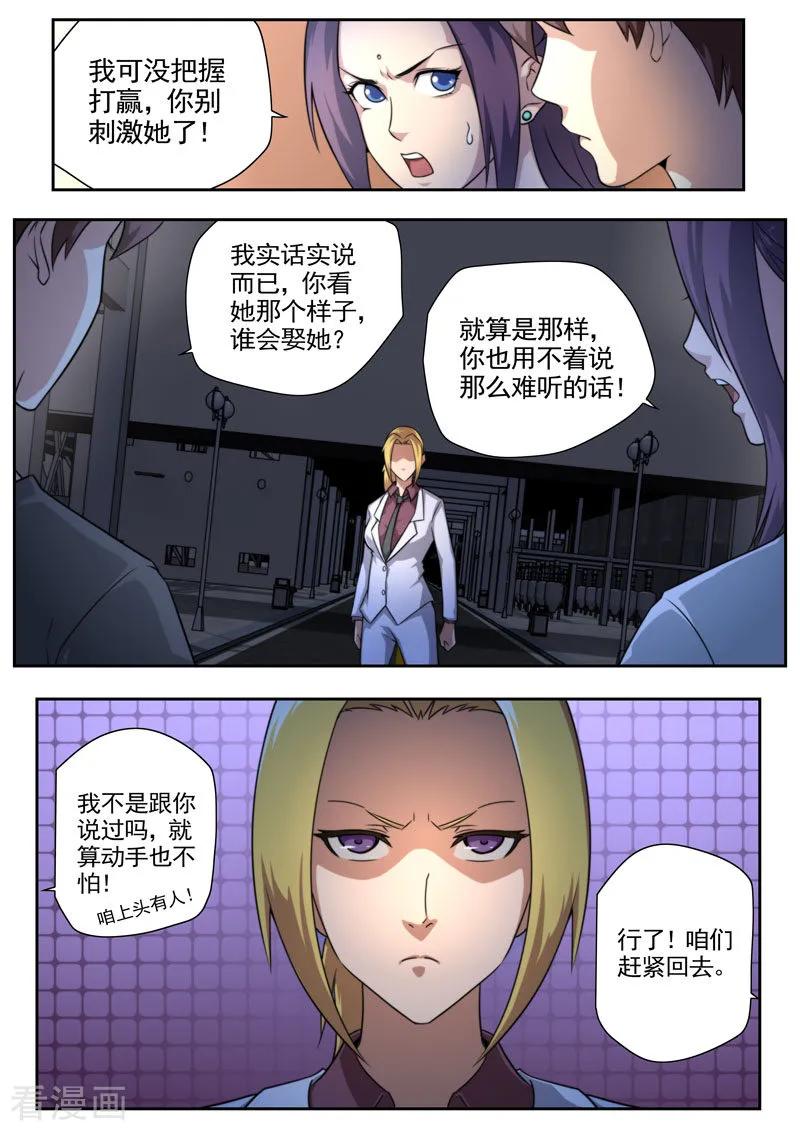 我可没把握
打赢，你别
刺激她了！
我实话实说
而已，你看
她那个样子，
谁会娶她？
就算是那样，
你也用不着说
那么难听的话！
我不是跟你
说过吗，就
算动手也不
怕！
咱上头有人！
行了！咱们
赶紧回去。
看漫画